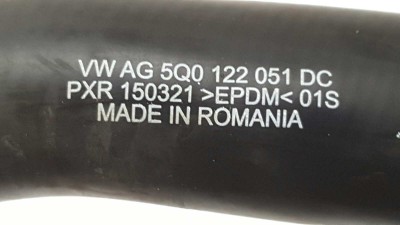 VW AG 5Q0 122 051 DC
PXR 150321 >EPDM< 01S
MADE IN ROMANIA